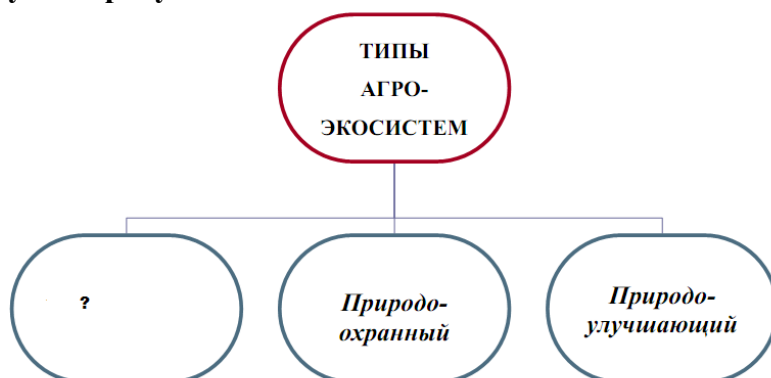 ТИПЫ
АГРО-
ЭКОСИСТЕМ
?
Природо-
охранный
Природо-
улучшающий